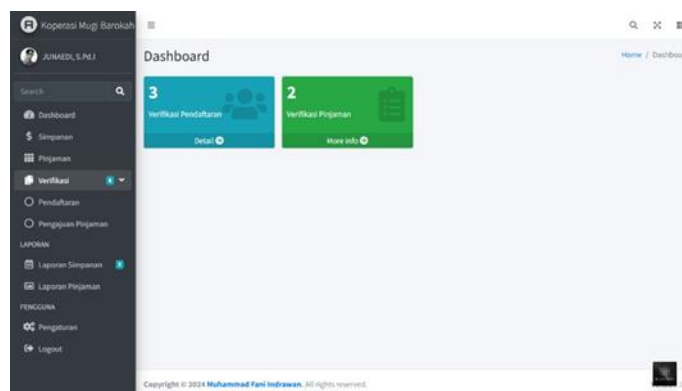 Koperasi Mugi Barokah
JUNAEDI, S.Pd.I
Search
Dashboard
Simpanan
Pinjaman
Verifikasi
Pendaftaran
Pengajuan Pinjaman
LAPORAN
Laporan Simpanan
Laporan Pinjaman
PENGGUNA
Pengaturan
Logout
Dashboard
Home / Dashboa
3
Verifikasi Pendaftaran
Detail
2
Verifikasi Pinjaman
More info
Copyright © 2024 Muhammad Fani Indrawan. All rights reserved.